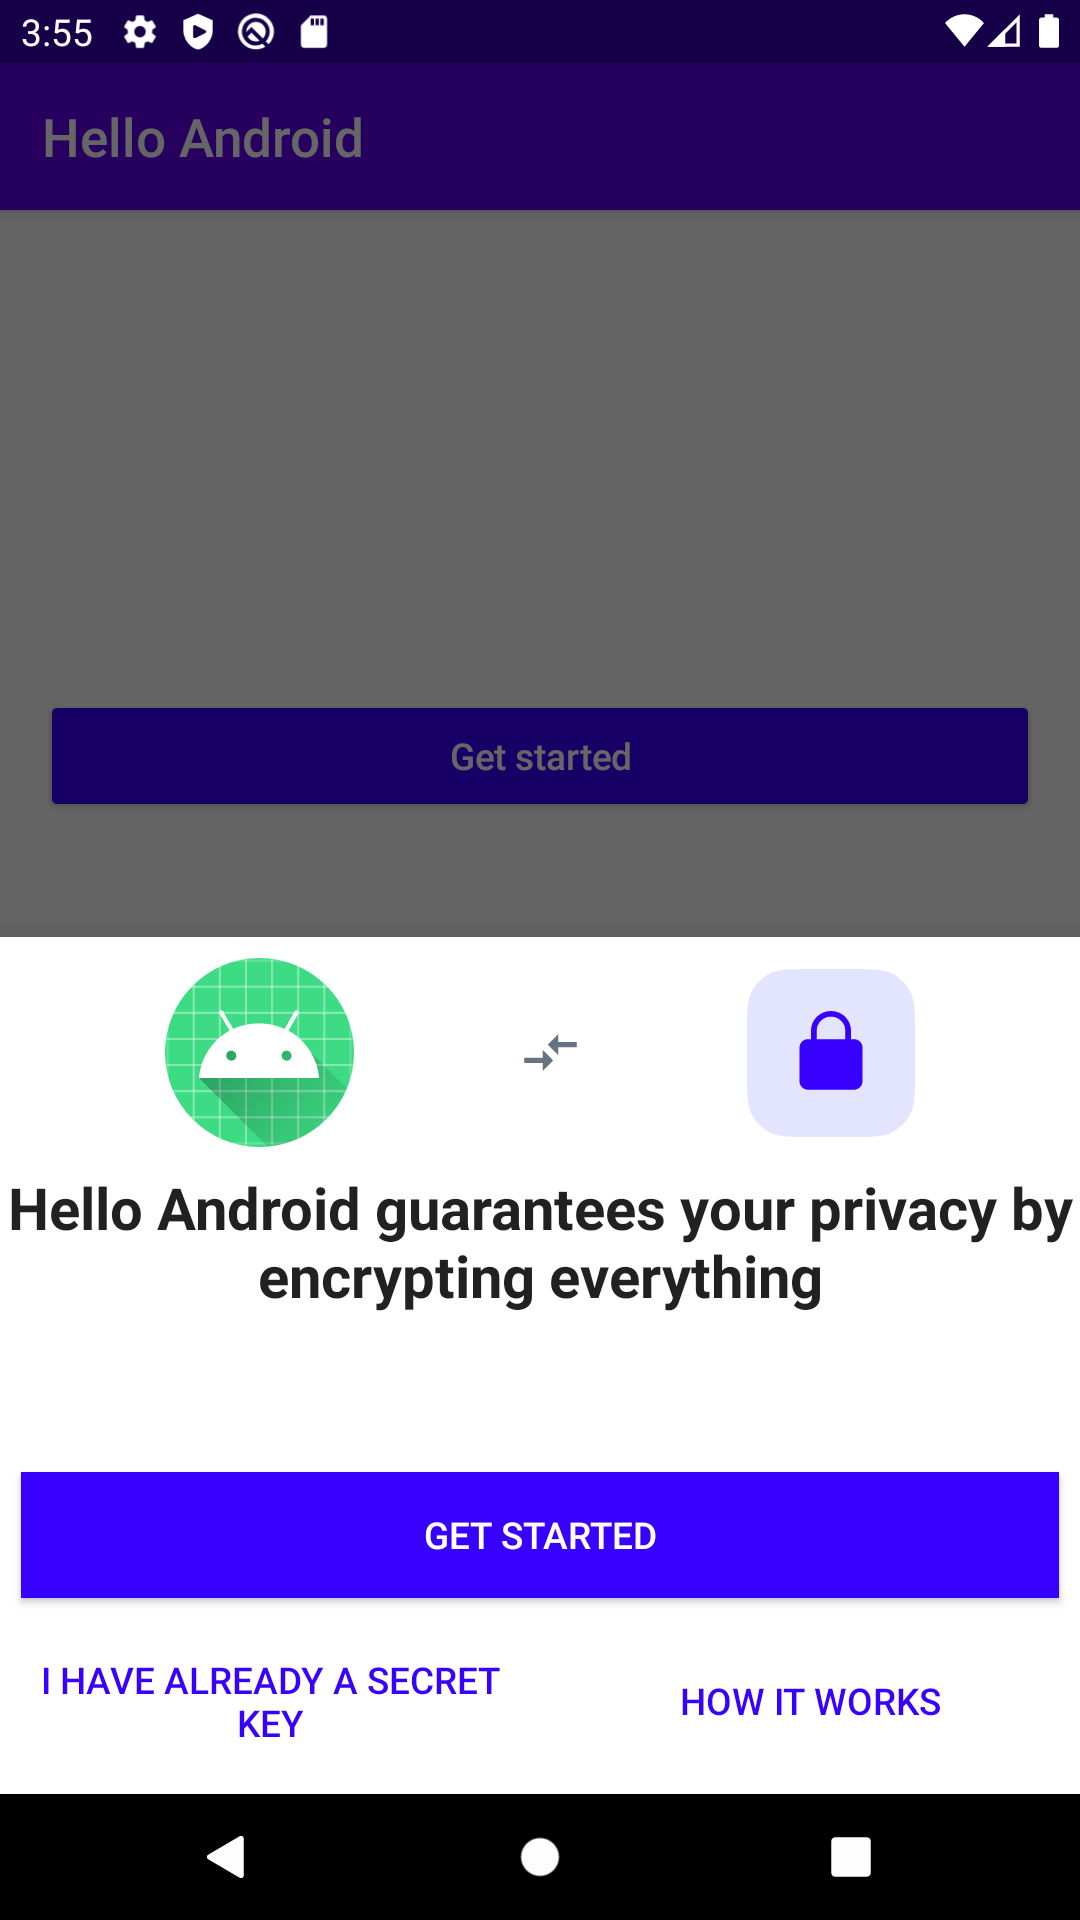 3:55
Hello Android
Get started
Hello Android guarantees your privacy by
encrypting everything
GET STARTED
I HAVE ALREADY A SECRET
KEY
HOW IT WORKS